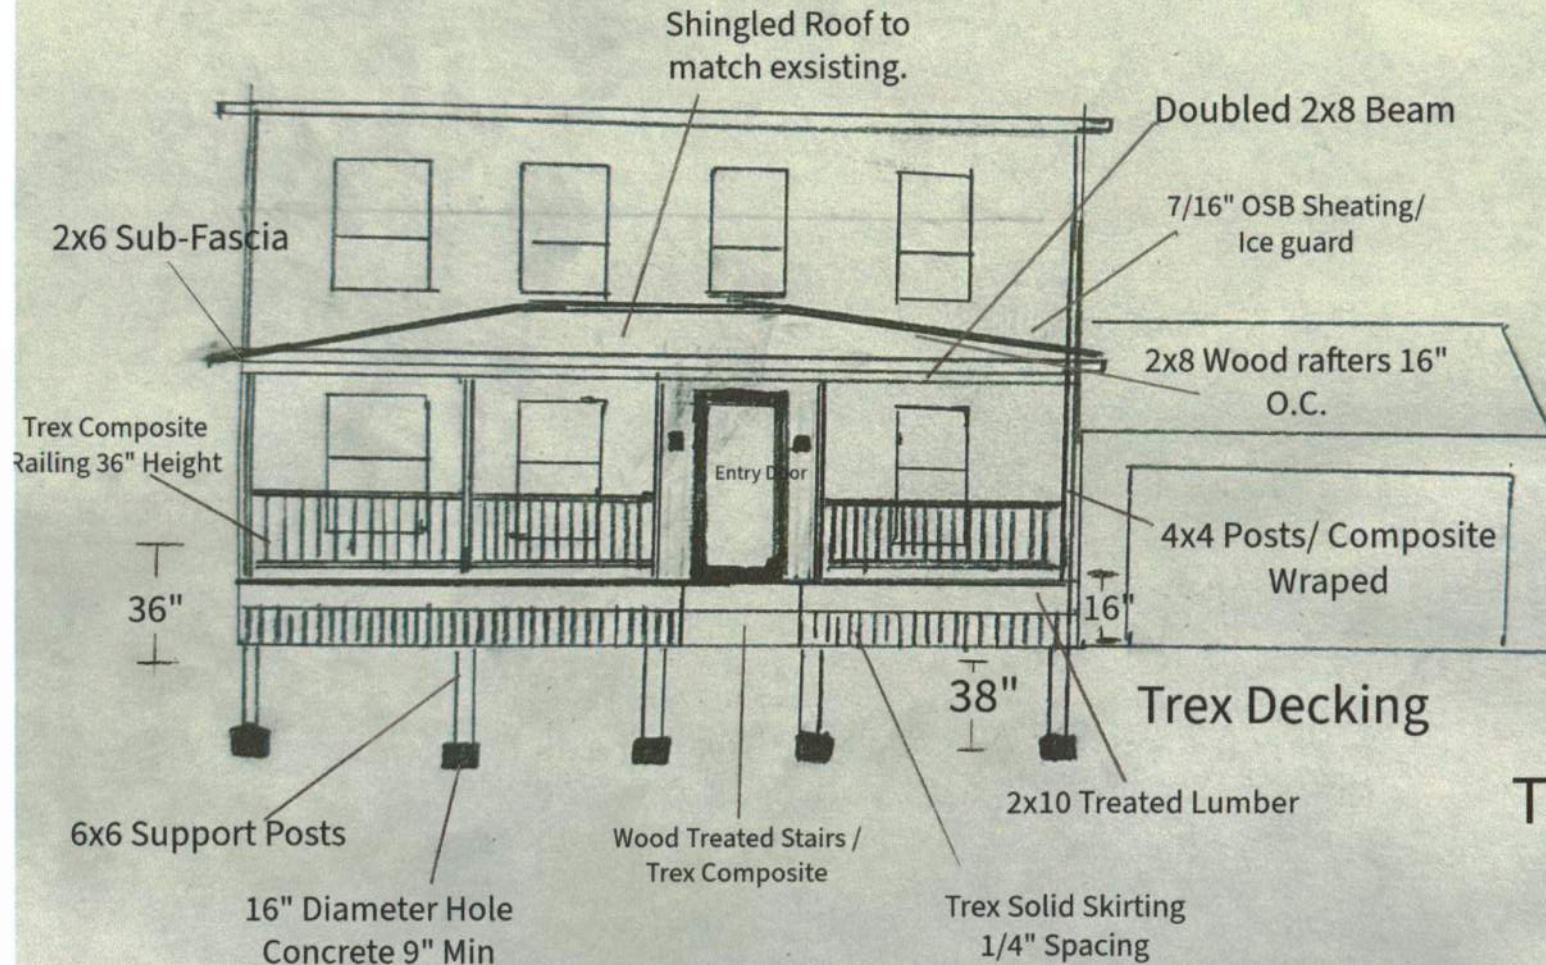 Shingled Roof to
match exsisting.
Doubled 2x8 Beam
7/16" OSB Sheating/
Ice guard
2x6 Sub-Fascia
2x8 Wood rafters 16"
O.C.
Trex Composite
Railing 36" Height
Entry Door
4x4 Posts/ Composite
Wraped
36"
16"
38"
Trex Decking
2x10 Treated Lumber
T
6x6 Support Posts
Wood Treated Stairs /
Trex Composite
16" Diameter Hole
Concrete 9" Min
Trex Solid Skirting
1/4" Spacing